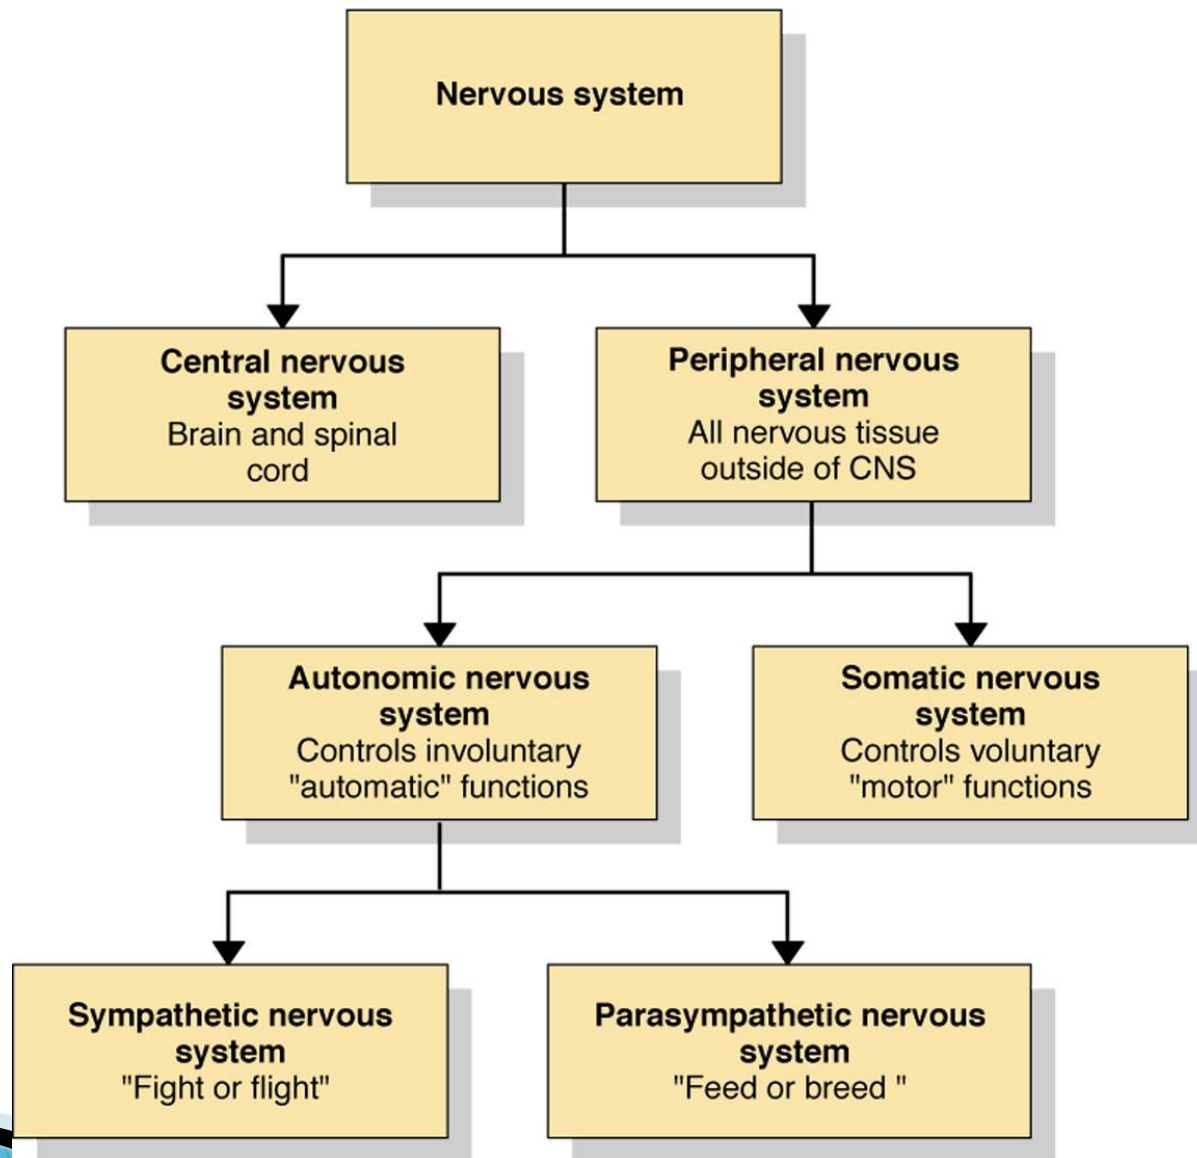 Nervous system
Central nervous
system
Brain and spinal
cord
Peripheral nervous
system
All nervous tissue
outside of CNS
Autonomic nervous
system
Controls involuntary
"automatic" functions
Somatic nervous
system
Controls voluntary
"motor" functions
Sympathetic nervous
system
"Fight or flight"
Parasympathetic nervous
system
"Feed or breed "